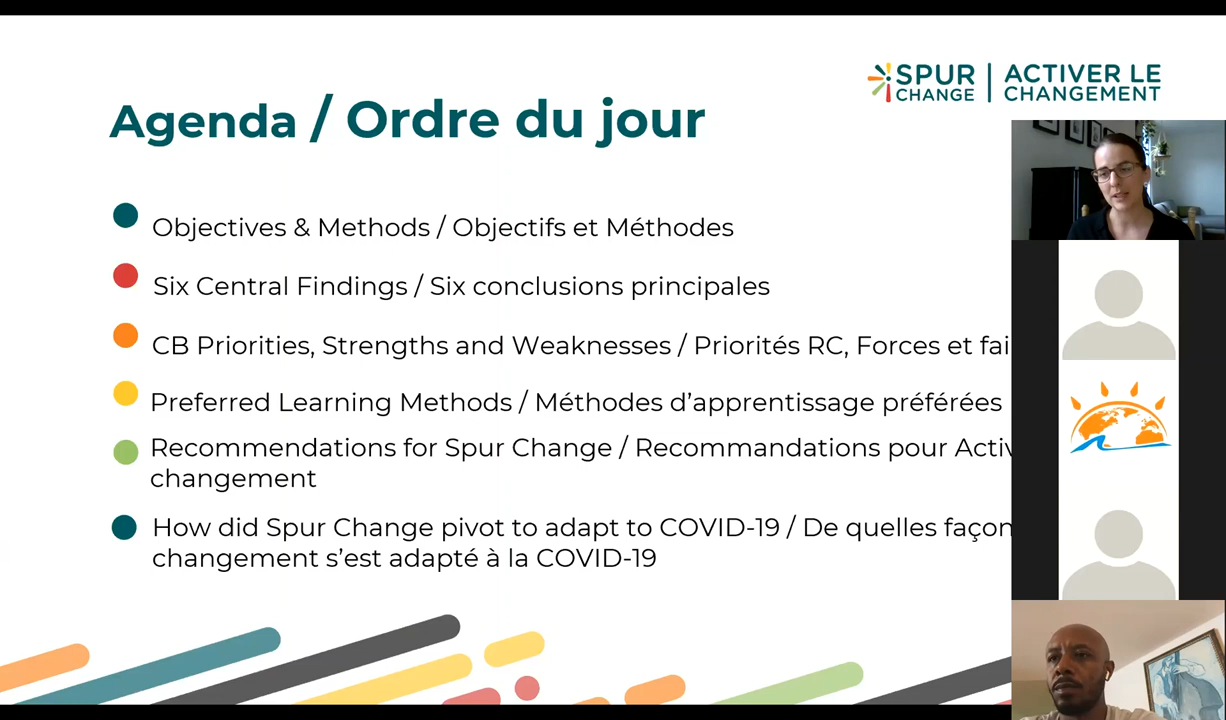 SPUR CHANGE | ACTIVER LE CHANGEMENT
Agenda / Ordre du jour
Objectives & Methods / Objectifs et Méthodes
Six Central Findings / Six conclusions principales
CB Priorities, Strengths and Weaknesses / Priorités RC, Forces et
Preferred Learning Methods / Méthodes d’apprentissage préférées
Recommendations for Spur Change / Recommandations pour
changement
How did Spur Change pivot to adapt to COVID-19 / De quelles
changement s’est adapté à la COVID-19